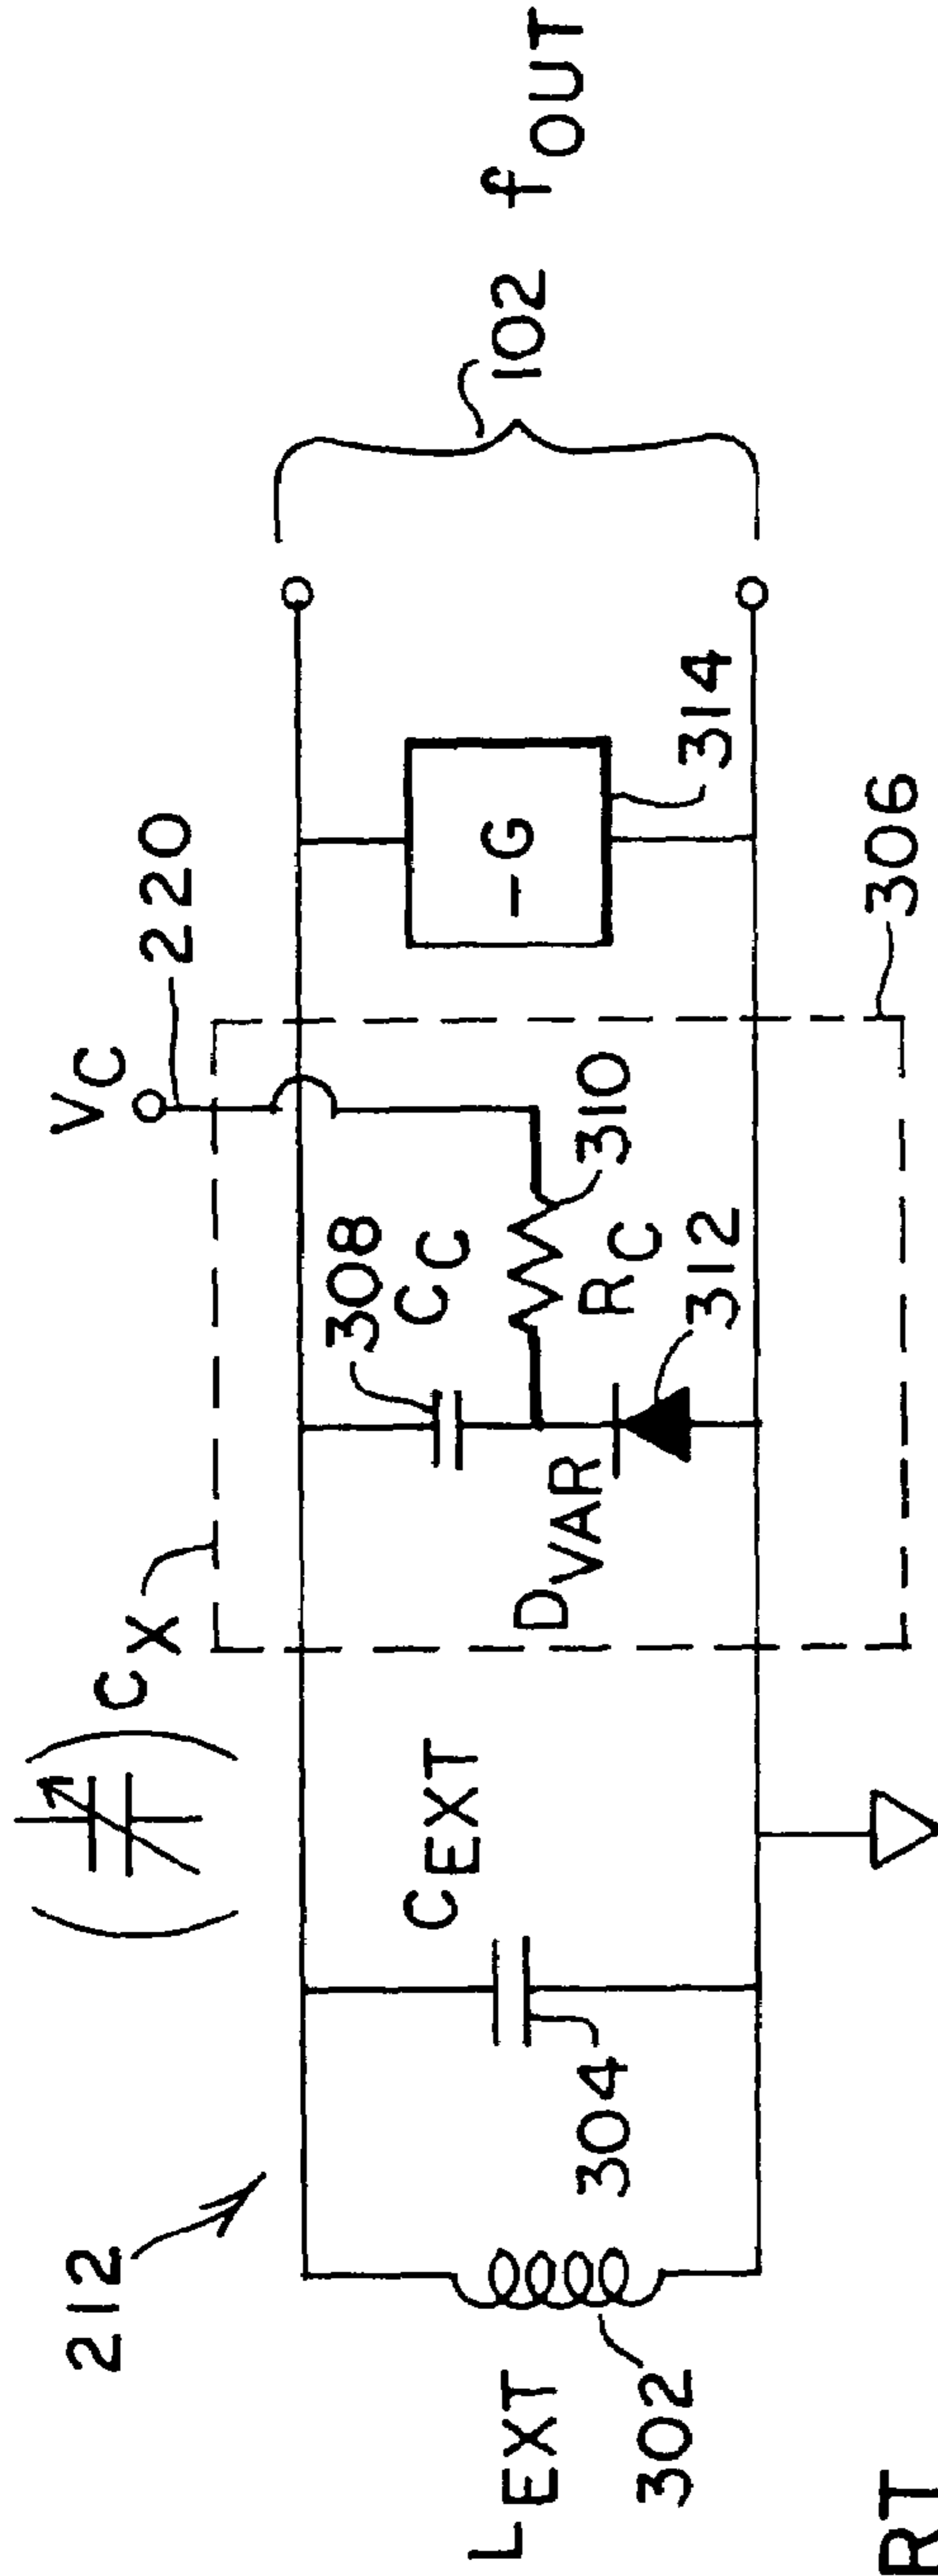 212
C_X
V_C
220
L_EXT
302
C_EXT
304
308
C_C
D_VAR
R_C
310
312
-G
314
306
102
f_OUT
RT